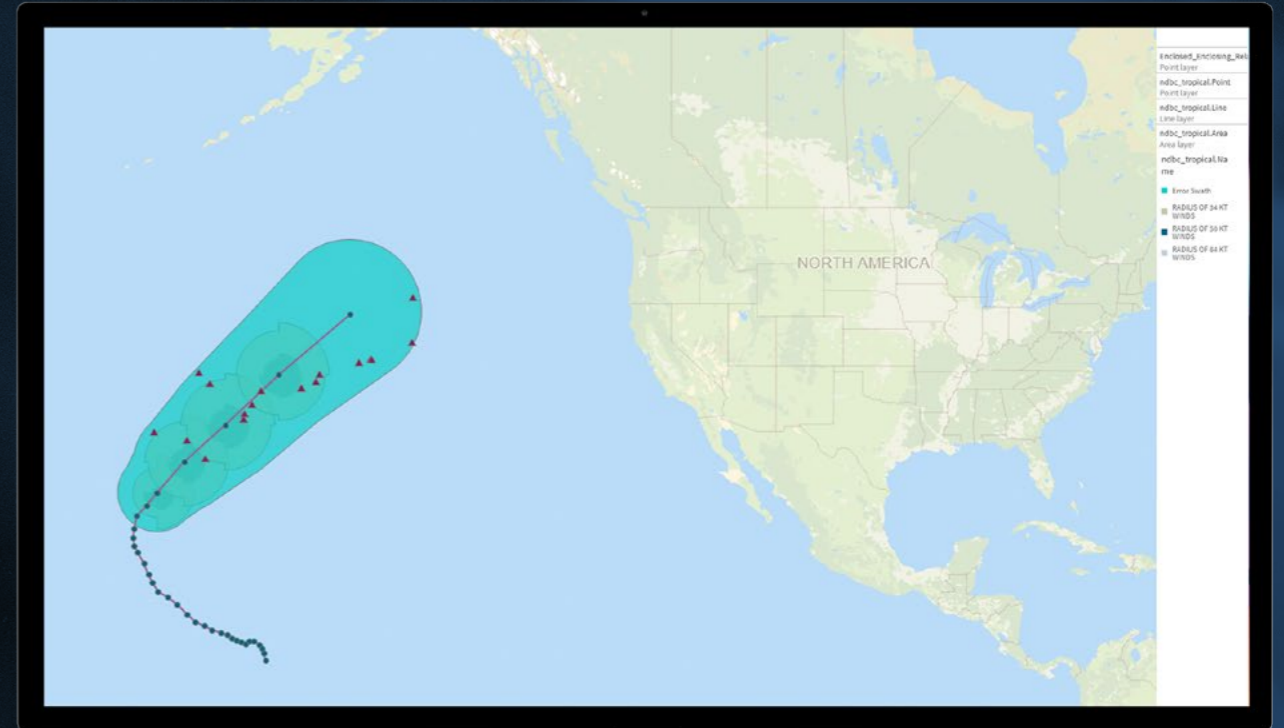 NORTH AMERICA
Enclosed_Enclosing_Rel
Point layer
ndbc_tropical.Point
Point layer
ndbc_tropical.Line
Line layer
ndbc_tropical.Area
Area layer
ndbc_tropical.Na
me
Error Swath
RADIUS OF 34 KT
WINDS
RADIUS OF 50 KT
WINDS
RADIUS OF 64 KT
WINDS